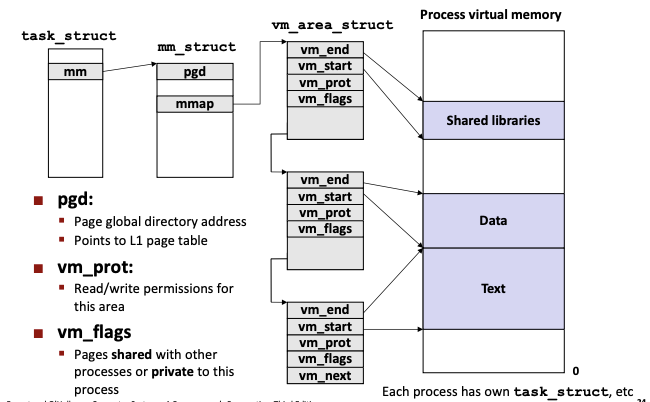 Process virtual memory
task_struct
mm_struct
vm_area_struct
mm
pgd
mmap
vm_end
vm_start
vm_prot
vm_flags
Shared libraries
vm_end
vm_start
vm_prot
vm_flags
Data
Text
vm_end
vm_start
vm_prot
vm_flags
vm_next
0
■ pgd:
▪ Page global directory address
▪ Points to L1 page table
■ vm_prot:
▪ Read/write permissions for
this area
■ vm_flags
▪ Pages shared with other
processes or private to this
process
Each process has own task_struct, etc
24